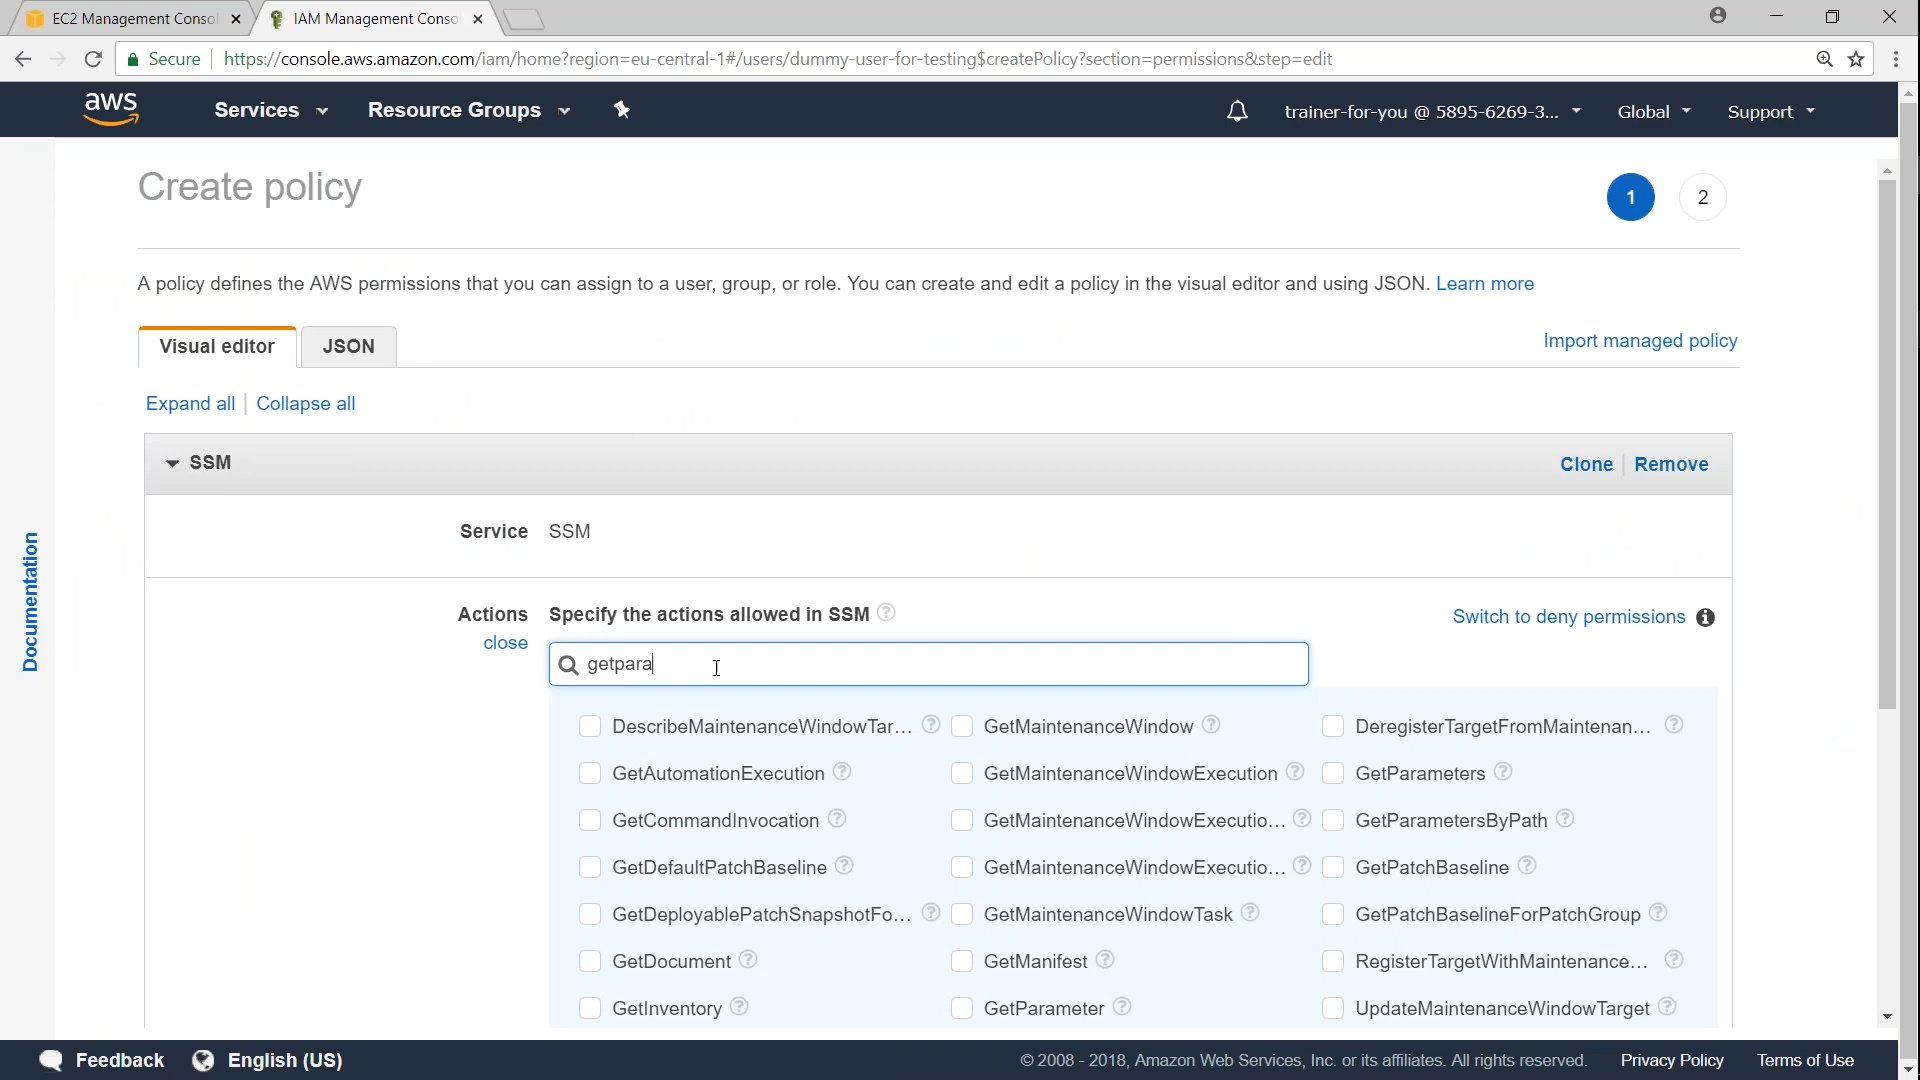 EC2 Management Conso
IAM Management Conso
Secure https://console.aws.amazon.com/iam/home?region=eu-central-1#/users/dummy-user-for-testing$createPolicy?section=permissions&step=edit
aws Services Resource Groups trainer-for-you @ 5895-6269-3... Global Support
Create policy
1 2
A policy defines the AWS permissions that you can assign to a user, group, or role. You can create and edit a policy in the visual editor and using JSON. Learn more
Visual editor JSON Import managed policy
Expand all Collapse all
SSM Clone Remove
Service SSM
Documentation
Actions Specify the actions allowed in SSM ? Switch to deny permissions i
close
getpara
DescribeMaintenanceWindowTar... ? GetMaintenanceWindow ? DeregisterTargetFromMaintenan... ?
GetAutomationExecution ? GetMaintenanceWindowExecution ? GetParameters ?
GetCommandInvocation ? GetMaintenanceWindowExecutio... ? GetParametersByPath ?
GetDefaultPatchBaseline ? GetMaintenanceWindowExecutio... ? GetPatchBaseline ?
GetDeployablePatchSnapshotFo... ? GetMaintenanceWindowTask ? GetPatchBaselineForPatchGroup ?
GetDocument ? GetManifest ? RegisterTargetWithMaintenance... ?
GetInventory ? GetParameter ? UpdateMaintenanceWindowTarget ?
Feedback English (US) © 2008 - 2018, Amazon Web Services, Inc. or its affiliates. All rights reserved. Privacy Policy Terms of Use